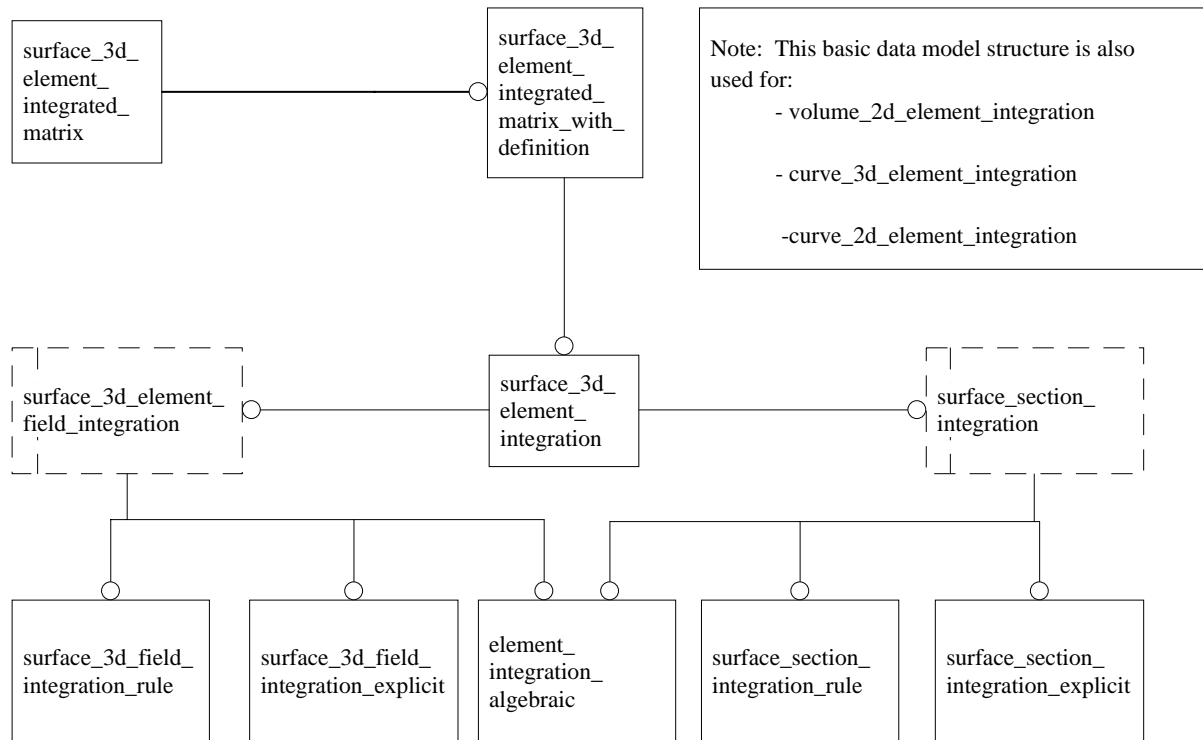 surface_3d_
element_
integrated_
matrix
surface_3d_
element_
integrated_
matrix_with_
definition
Note: This basic data model structure is also
used for:
- volume_2d_element_integration
- curve_3d_element_integration
-curve_2d_element_integration
surface_3d_element_
field_integration
surface_3d_
element_
integration
surface_section_
integration
surface_3d_field_
integration_rule
surface_3d_field_
integration_explicit
element_
integration_
algebraic
surface_section_
integration_rule
surface_section_
integration_explicit